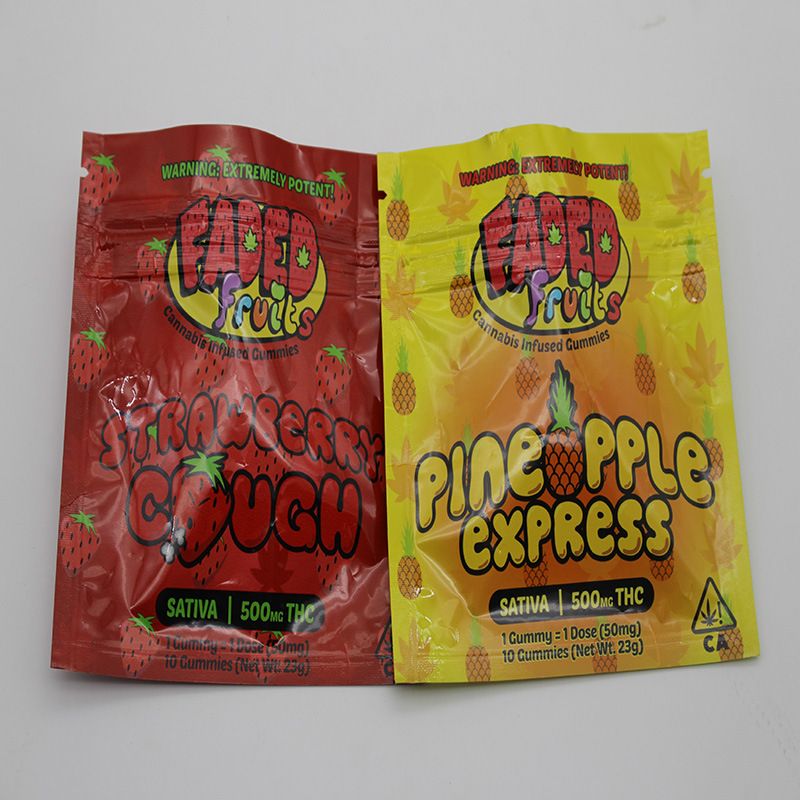 WARNING: EXTREMELY POTENT!
FADED
fruits
Cannabis Infused Gummies
STRAWBERRY
COUGH
SATIVA | 500MG THC
1 Gummy = 1 Dose (50mg)
10 Gummies (Net Wt. 23g)
WARNING: EXTREMELY POTENT!
FADED
fruits
Cannabis Infused Gummies
PINEAPPLE
EXPRESS
SATIVA | 500MG THC
1 Gummy = 1 Dose (50mg)
10 Gummies (Net Wt. 23g)
!
CA